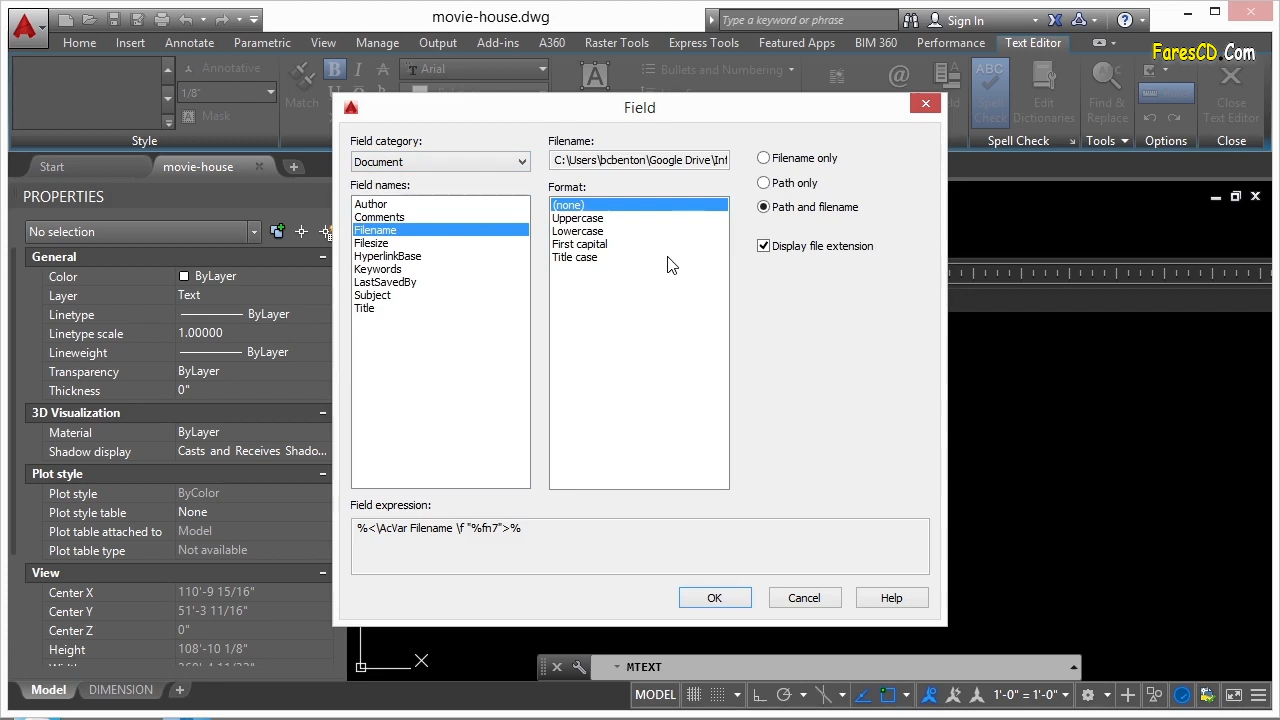 movie-house.dwg
Type a keyword or phrase
Sign In
Home Insert Annotate Parametric View Manage Output Add-ins A360 Raster Tools Express Tools Featured Apps BIM 360 Performance Text Editor
FaresCD.Com
Annotative
1/8"
Mask
Match
B I A
Arial
A
Bullets and Numbering
@
ABC
Spell
Check
Edit
Dictionaries
Find &
Replace
Close
Text Editor
Style
Spell Check
Tools
Options
Close
Start
movie-house
PROPERTIES
No selection
General
Color ByLayer
Layer Text
Linetype ByLayer
Linetype scale 1.00000
Lineweight ByLayer
Transparency ByLayer
Thickness 0"
3D Visualization
Material ByLayer
Shadow display Casts and Receives Shado...
Plot style
Plot style ByColor
Plot style table None
Plot table attached to Model
Plot table type Not available
View
Center X 110'-9 15/16"
Center Y 51'-3 11/16"
Center Z 0"
Height 108'-10 1/8"
Field
Field category:
Document
Field names:
Author
Comments
Filename
Filesize
HyperlinkBase
Keywords
LastSavedBy
Subject
Title
Filename:
C:\Users\bcbenton\Google Drive\Inf
Format:
(none)
Uppercase
Lowercase
First capital
Title case
Filename only
Path only
Path and filename
Display file extension
Field expression:
%<\AcVar Filename \f "%fn7">%
OK Cancel Help
X
MTEXT
Model DIMENSION +
MODEL
1'-0" = 1'-0"